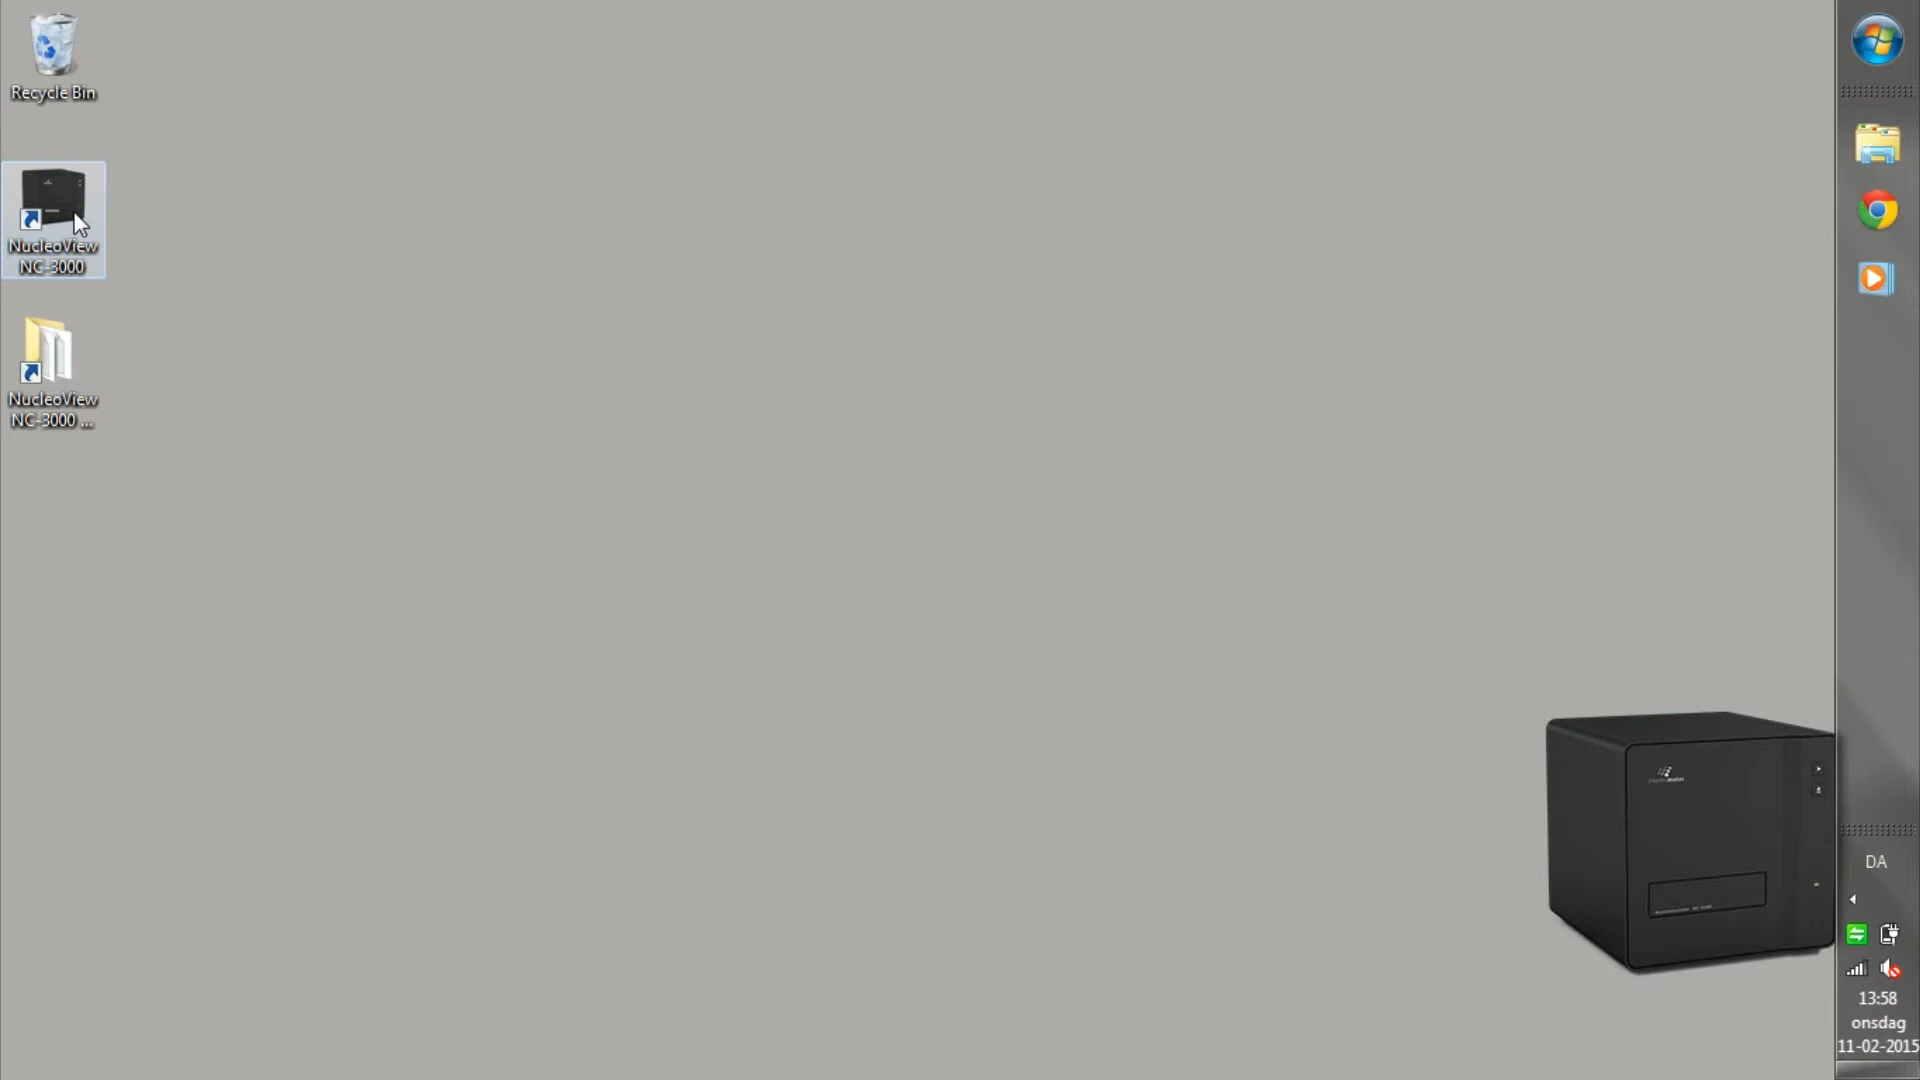 Recycle Bin
NucleoView
NC-3000
NucleoView
NC-3000 ...
DA
13:58
onsdag
11-02-2015